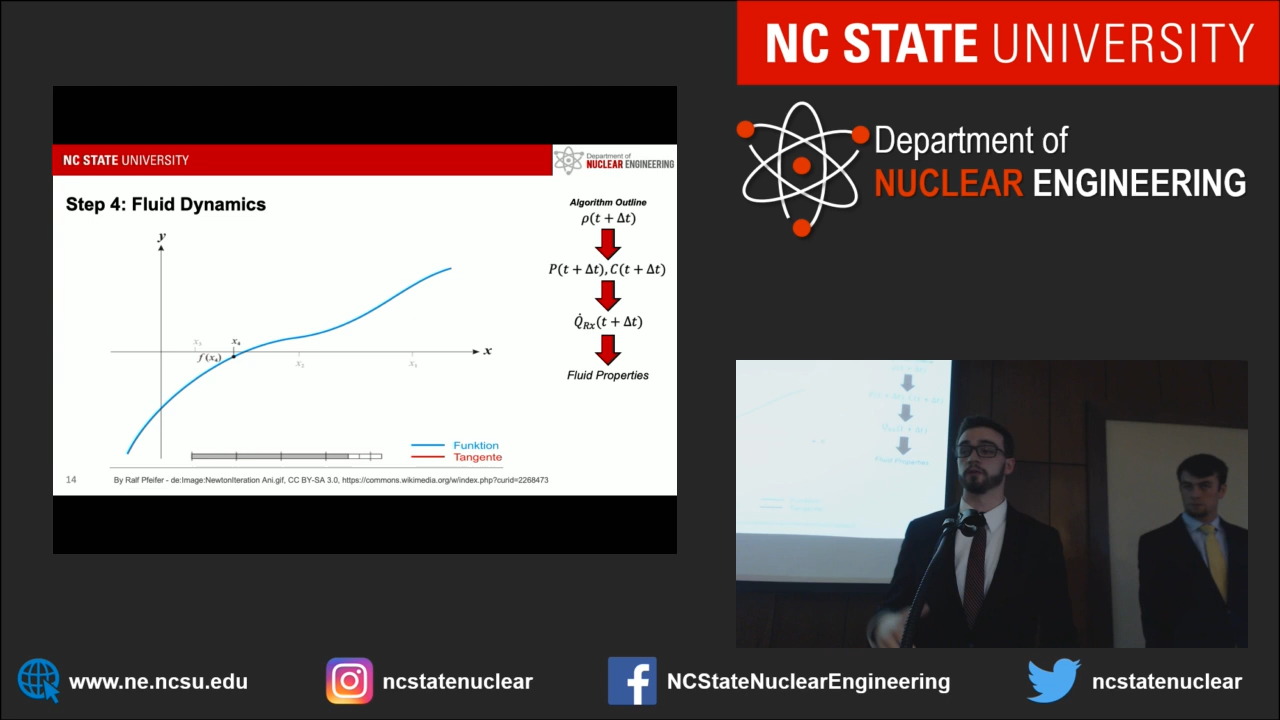 NC STATE UNIVERSITY
Department of
NUCLEAR ENGINEERING
NC STATE UNIVERSITY
Department of
NUCLEAR ENGINEERING
Step 4: Fluid Dynamics
Algorithm Outline
ρ(t + Δt)
P(t + Δt), C(t + Δt)
Q̇Rx(t + Δt)
Fluid Properties
y
x₃ x₄
f(x₄) x₂ x₁
x
Funktion
Tangente
14
By Ralf Pfeifer - de:Image:NewtonIteration Ani.gif, CC BY-SA 3.0, https://commons.wikimedia.org/w/index.php?curid=2268473
Fluid Properties
www.ne.ncsu.edu
ncstatenuclear
NCStateNuclearEngineering
ncstatenuclear